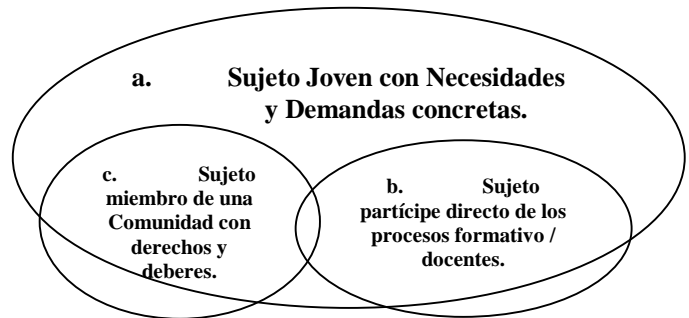 a. Sujeto Joven con Necesidades
y Demandas concretas.
c. Sujeto
miembro de una
Comunidad con
derechos y
deberes.
b. Sujeto
partícipe directo de los
procesos formativo /
docentes.